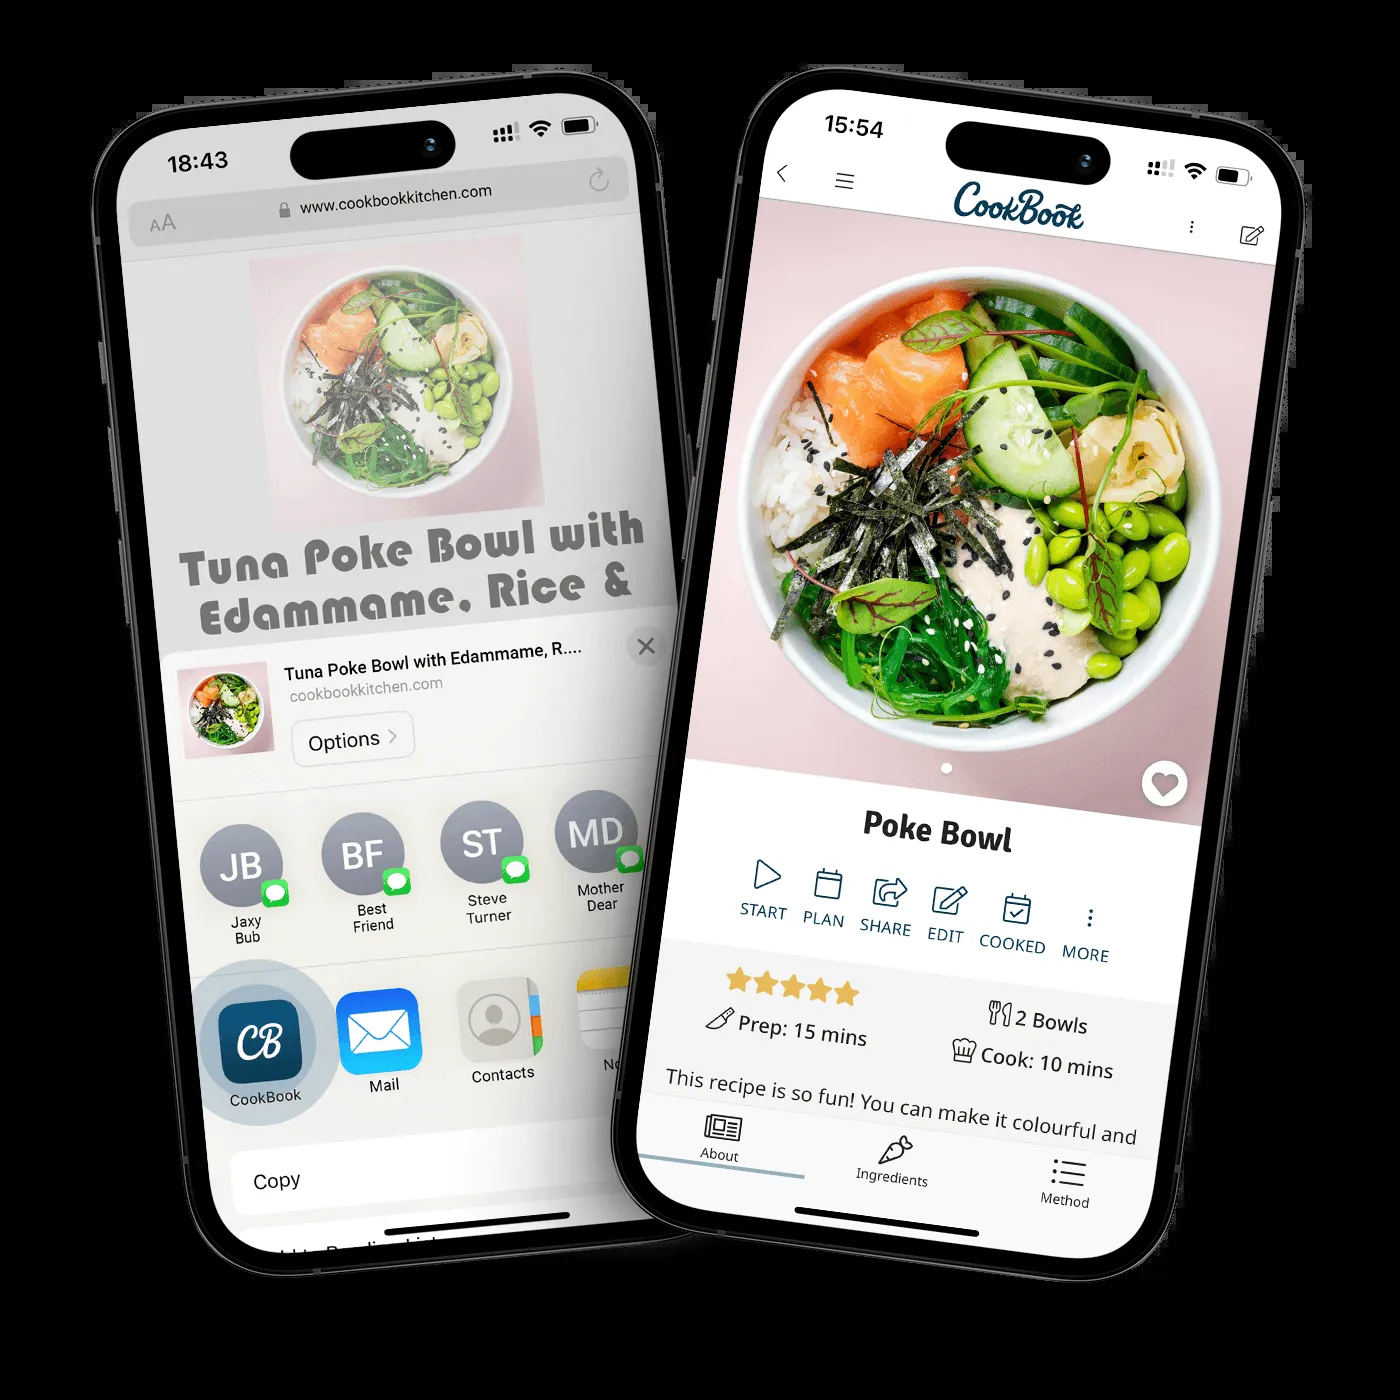 18:43
AA
www.cookbookkitchen.com
Tuna Poke Bowl with
Edammame, Rice &
Tuna Poke Bowl with Edammame, R....
cookbookkitchen.com
Options
JB
BF
ST
MD
Jaxy
Bub
Best
Friend
Steve
Turner
Mother
Dear
CB
CookBook
Mail
Contacts
Copy
15:54
CookBook
Poke Bowl
START
PLAN
SHARE
EDIT
COOKED
MORE
2 Bowls
Prep: 15 mins
Cook: 10 mins
This recipe is so fun! You can make it colourful and
About
Ingredients
Method